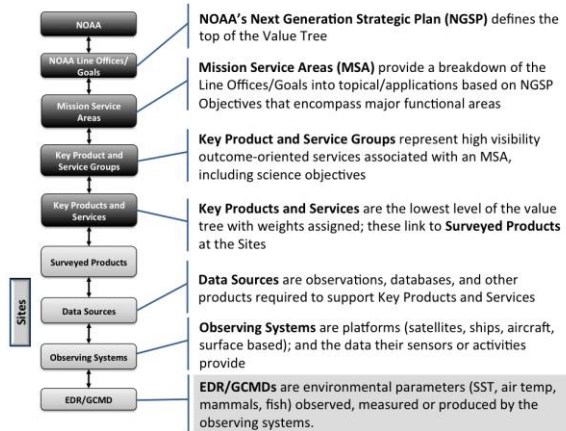 NOAA
NOAA Line Offices/
Goals
Mission Service
Areas
Key Product and
Service Groups
Key Products and
Services
Surveyed Products
Data Sources
Observing Systems
EDR/GCMD
Sites
NOAA's Next Generation Strategic Plan (NGSP) defines the
top of the Value Tree
Mission Service Areas (MSA) provide a breakdown of the
Line Offices/Goals into topical/applications based on NGSP
Objectives that encompass major functional areas
Key Product and Service Groups represent high visibility
outcome-oriented services associated with an MSA,
including science objectives
Key Products and Services are the lowest level of the value
tree with weights assigned; these link to Surveyed Products
at the Sites
Data Sources are observations, databases, and other
products required to support Key Products and Services
Observing Systems are platforms (satellites, ships, aircraft,
surface based); and the data their sensors or activities
provide
EDR/GCMDs are environmental parameters (SST, air temp,
mammals, fish) observed, measured or produced by the
observing systems.